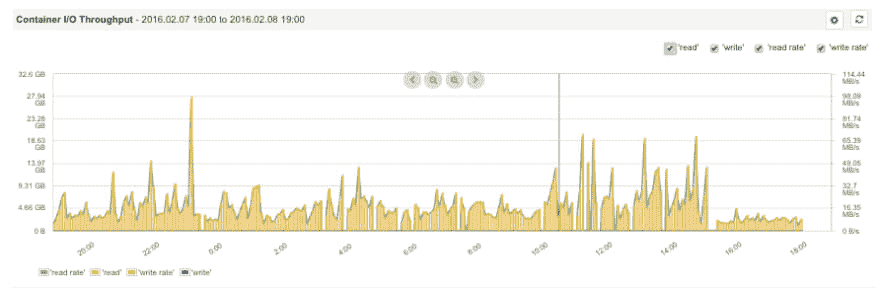 Container I/O Throughput - 2016.02.07 19:00 to 2016.02.08 19:00
'read' 'write' 'read rate' 'write rate'
32.6 GB 114.44 MB/s
27.94 GB 98.09 MB/s
23.28 GB 81.74 MB/s
18.63 GB 65.39 MB/s
13.97 GB 49.05 MB/s
9.31 GB 32.7 MB/s
4.66 GB 16.35 MB/s
0 B 0 B/s
20:00 22:00 0:00 2:00 4:00 6:00 8:00 10:00 12:00 14:00 16:00 18:00
'read rate' 'read' 'write rate' 'write'